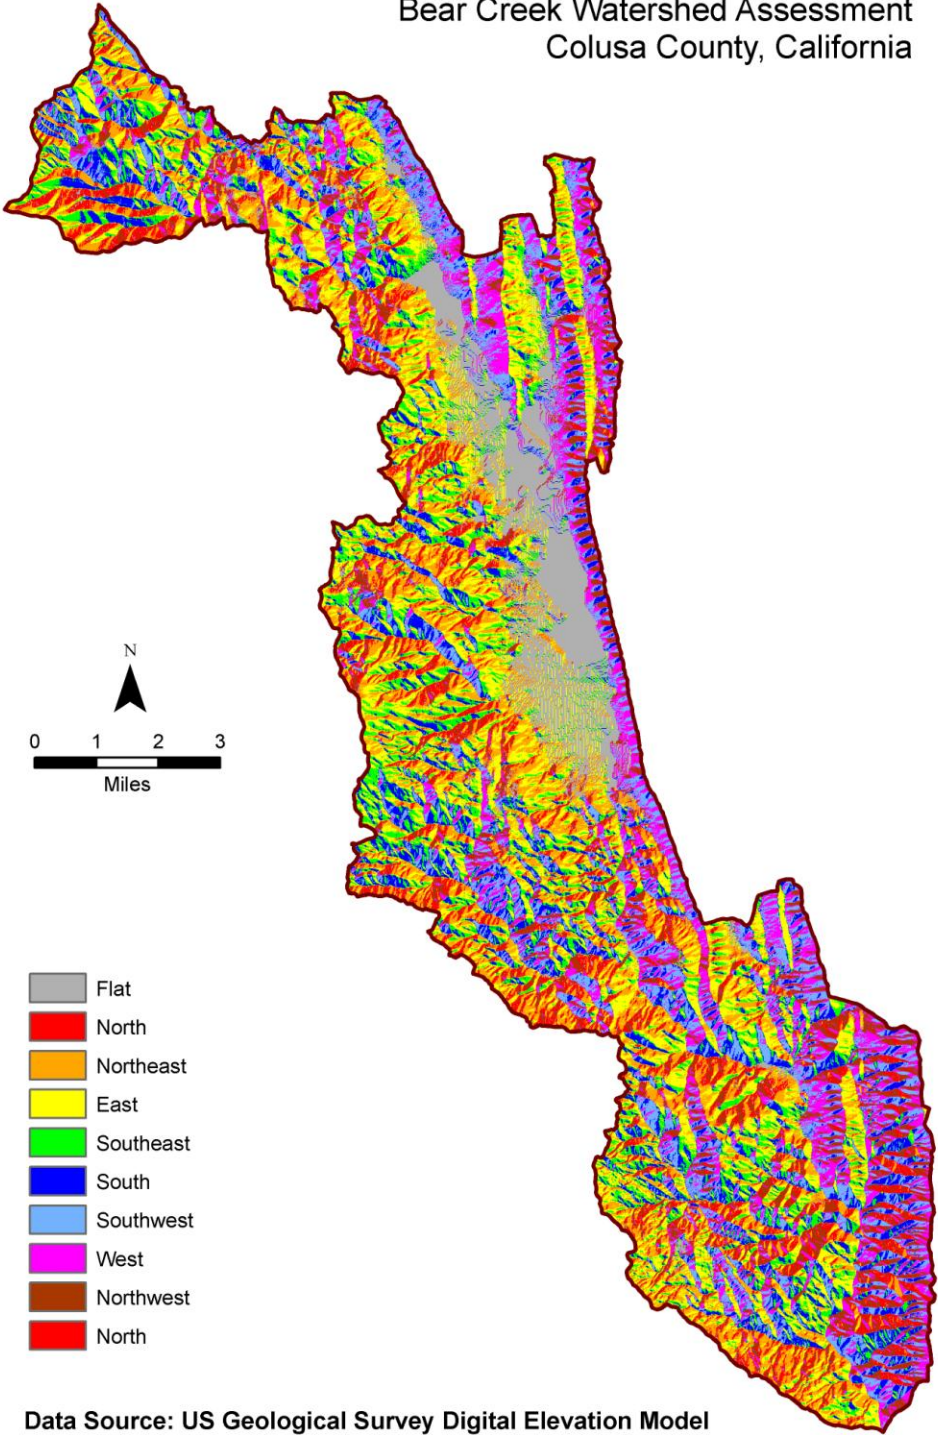 Bear Creek Watershed Assessment
Colusa County, California
N
0 1 2 3
Miles
Flat
North
Northeast
East
Southeast
South
Southwest
West
Northwest
North
Data Source: US Geological Survey Digital Elevation Model